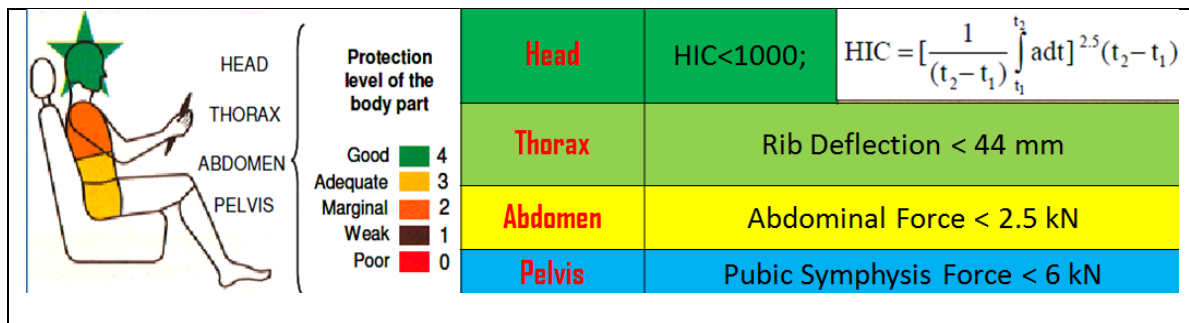 HEAD
THORAX
ABDOMEN
PELVIS
Protection
level of the
body part
Good 4
Adequate 3
Marginal 2
Weak 1
Poor 0
Head HIC<1000; HIC = [1/(t₂ − t₁) ∫_{t₁}^{t₂} adt]^{2.5} (t₂ − t₁)
Thorax Rib Deflection < 44 mm
Abdomen Abdominal Force < 2.5 kN
Pelvis Pubic Symphysis Force < 6 kN